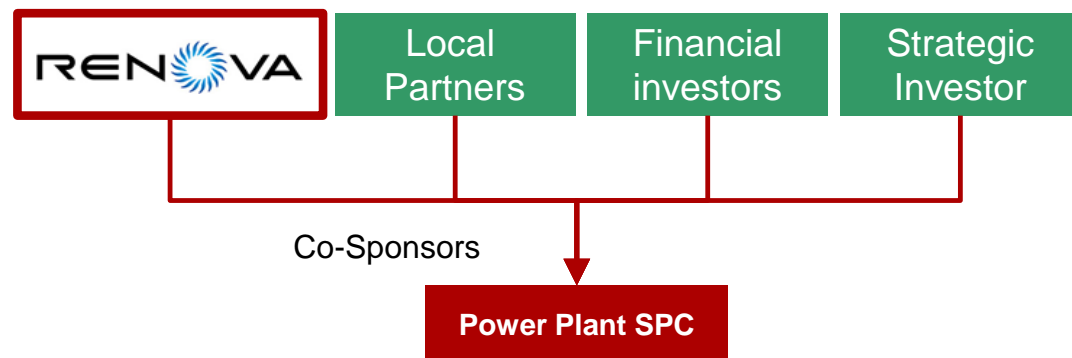 RENOVA
Local
Partners
Financial
investors
Strategic
Investor
Co-Sponsors
Power Plant SPC